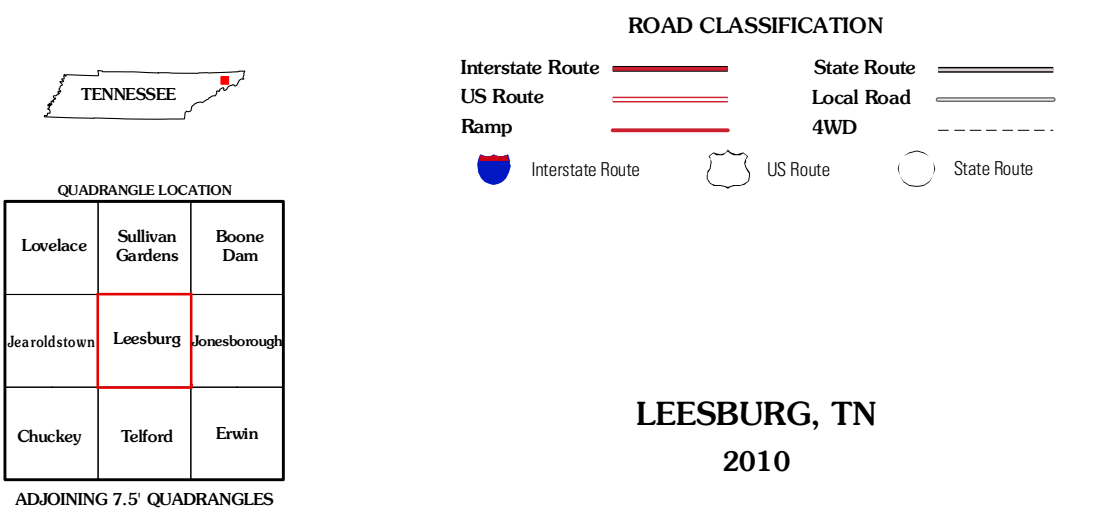 ROAD CLASSIFICATION
Interstate Route
State Route
US Route
Local Road
Ramp
4WD
Interstate Route
US Route
State Route
TENNESSEE
QUADRANGLE LOCATION
Lovelace
Sullivan
Gardens
Boone
Dam
Jearoldstown
Leesburg
Jonesborough
Chuckey
Telford
Erwin
ADJOINING 7.5' QUADRANGLES
LEESBURG, TN
2010